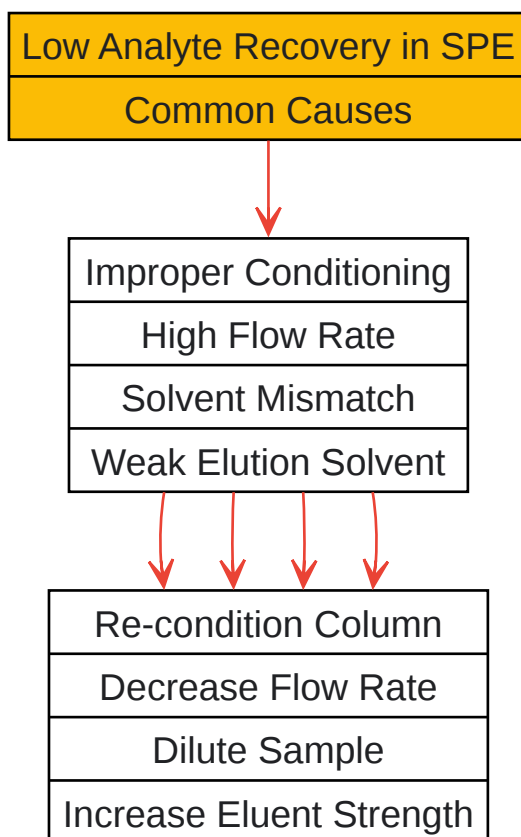 Low Analyte Recovery in SPE
Common Causes
Improper Conditioning
High Flow Rate
Solvent Mismatch
Weak Elution Solvent
Re-condition Column
Decrease Flow Rate
Dilute Sample
Increase Eluent Strength